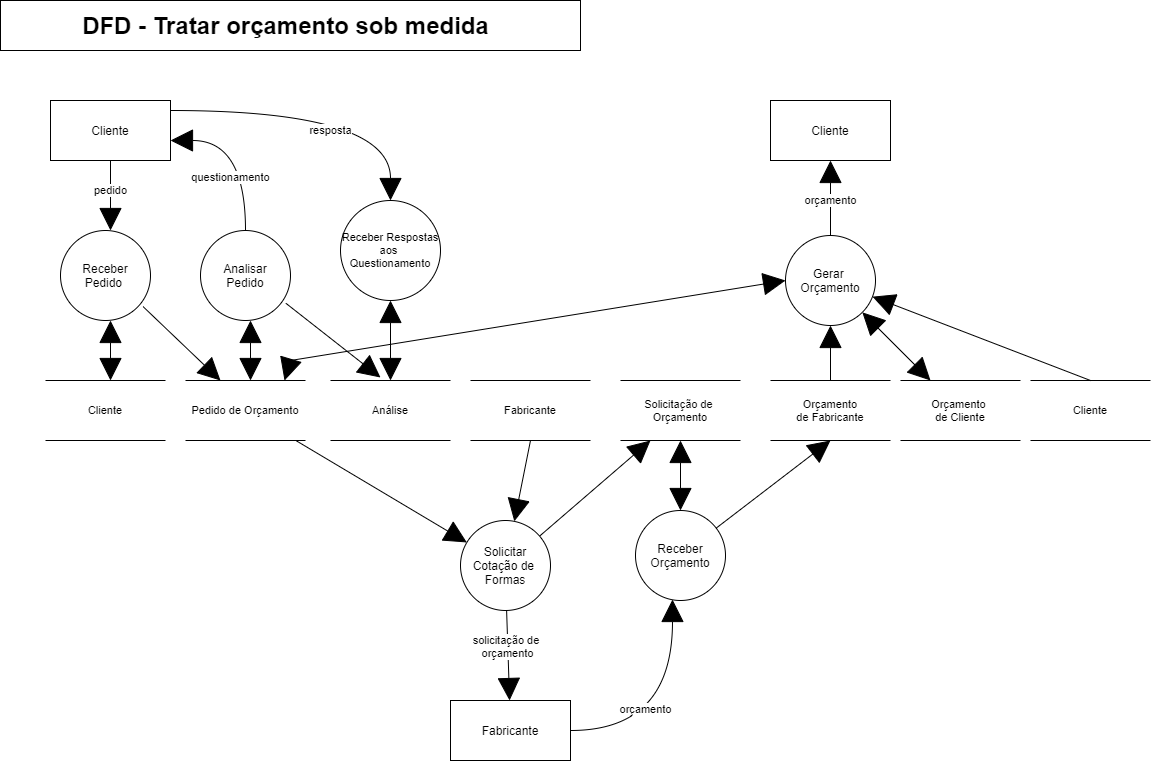 DFD - Tratar orçamento sob medida
Cliente
Cliente
resposta
questionamento
pedido
orçamento
Receber
Pedido
Analisar
Pedido
Receber Respostas
aos
Questionamento
Gerar
Orçamento
Cliente
Pedido de Orçamento
Análise
Fabricante
Solicitação de
Orçamento
Orçamento
de Fabricante
Orçamento
de Cliente
Cliente
Solicitar
Cotação de
Formas
Receber
Orçamento
solicitação de
orçamento
orçamento
Fabricante